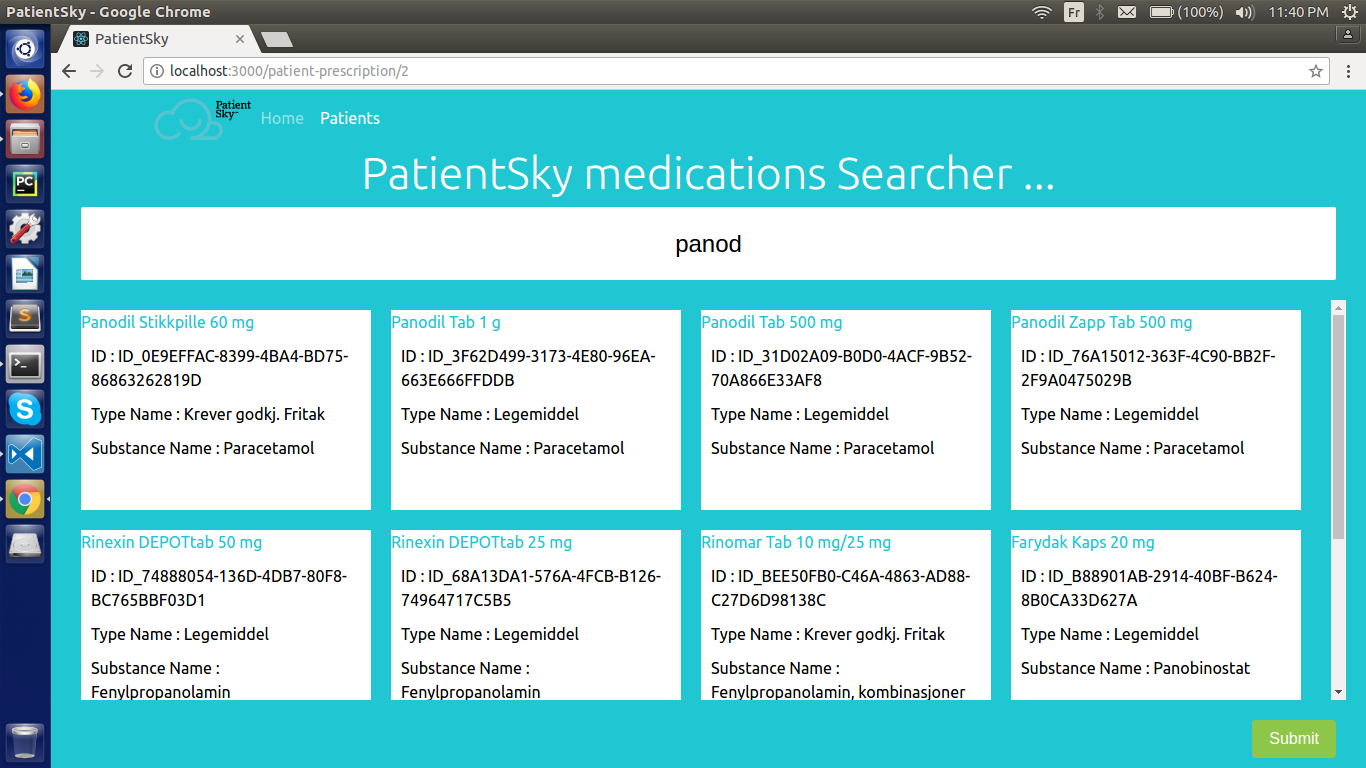 PatientSky - Google Chrome
Fr
(100%)
11:40 PM
PatientSky
localhost:3000/patient-prescription/2
Patient
Sky
Home
Patients
PatientSky medications Searcher ...
panod
Panodil Stikkpille 60 mg
ID : ID_0E9EFFAC-8399-4BA4-BD75-
86863262819D
Type Name : Krever godkj. Fritak
Substance Name : Paracetamol
Panodil Tab 1 g
ID : ID_3F62D499-3173-4E80-96EA-
663E666FFDDB
Type Name : Legemiddel
Substance Name : Paracetamol
Panodil Tab 500 mg
ID : ID_31D02A09-B0D0-4ACF-9B52-
70A866E33AF8
Type Name : Legemiddel
Substance Name : Paracetamol
Panodil Zapp Tab 500 mg
ID : ID_76A15012-363F-4C90-BB2F-
2F9A0475029B
Type Name : Legemiddel
Substance Name : Paracetamol
Rinexin DEPOTtab 50 mg
ID : ID_74888054-136D-4DB7-80F8-
BC765BBF03D1
Type Name : Legemiddel
Substance Name :
Fenylpropanolamin
Rinexin DEPOTtab 25 mg
ID : ID_68A13DA1-576A-4FCB-B126-
74964717C5B5
Type Name : Legemiddel
Substance Name :
Fenylpropanolamin
Rinomar Tab 10 mg/25 mg
ID : ID_BEE50FB0-C46A-4863-AD88-
C27D6D98138C
Type Name : Krever godkj. Fritak
Substance Name :
Fenylpropanolamin, kombinasjoner
Farydak Kaps 20 mg
ID : ID_B88901AB-2914-40BF-B624-
8B0CA33D627A
Type Name : Legemiddel
Substance Name : Panobinostat
Submit
PC
S
S